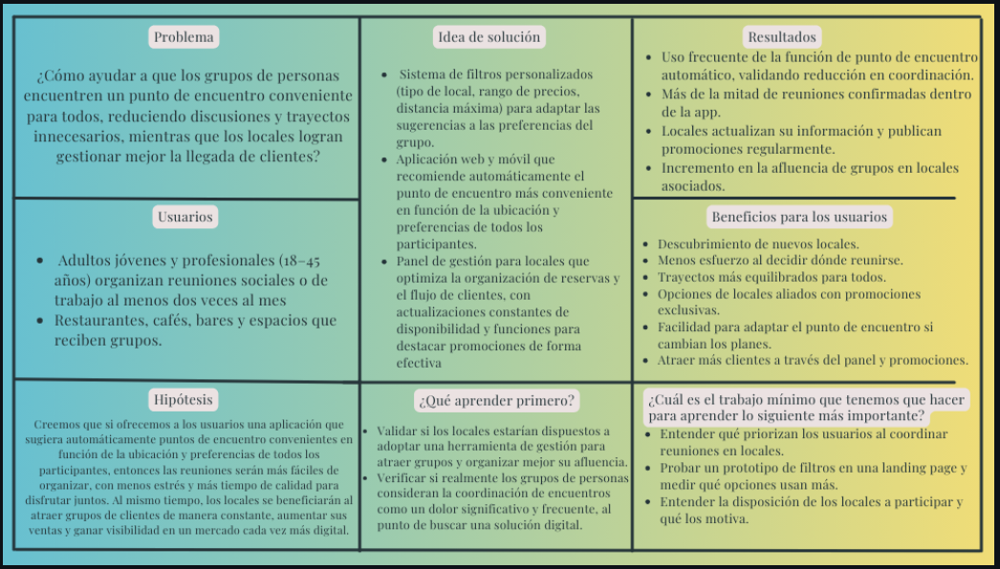 Problema
¿Cómo ayudar a que los grupos de personas
encuentren un punto de encuentro conveniente
para todos, reduciendo discusiones y trayectos
innecesarios, mientras que los locales logran
gestionar mejor la llegada de clientes?
Usuarios
• Adultos jóvenes y profesionales (18–45
años) organizan reuniones sociales o de
trabajo al menos dos veces al mes
• Restaurantes, cafés, bares y espacios que
reciben grupos.
Hipótesis
Creemos que si ofrecemos a los usuarios una aplicación que
sugiera automáticamente puntos de encuentro convenientes en
función de la ubicación y preferencias de todos los
participantes, entonces las reuniones serán más fáciles de
organizar, con menos estrés y más tiempo de calidad para
disfrutar juntos. Al mismo tiempo, los locales se beneficiarán al
atraer grupos de clientes de manera constante, aumentar sus
ventas y ganar visibilidad en un mercado cada vez más digital.
Idea de solución
• Sistema de filtros personalizados
(tipo de local, rango de precios,
distancia máxima) para adaptar las
sugerencias a las preferencias del
grupo.
• Aplicación web y móvil que
recomiende automáticamente el
punto de encuentro más conveniente
en función de la ubicación y
preferencias de todos los
participantes.
• Panel de gestión para locales que
optimiza la organización de reservas y
el flujo de clientes, con
actualizaciones constantes de
disponibilidad y funciones para
destacar promociones de forma
efectiva
¿Qué aprender primero?
• Validar si los locales estarían dispuestos a
adoptar una herramienta de gestión para
atraer grupos y organizar mejor su afluencia.
• Verificar si realmente los grupos de personas
consideran la coordinación de encuentros
como un dolor significativo y frecuente, al
punto de buscar una solución digital.
Resultados
• Uso frecuente de la función de punto de encuentro
automático, validando reducción en coordinación.
• Más de la mitad de reuniones confirmadas dentro
de la app.
• Locales actualizan su información y publican
promociones regularmente.
• Incremento en la afluencia de grupos en locales
asociados.
Beneficios para los usuarios
• Descubrimiento de nuevos locales.
• Menos esfuerzo al decidir dónde reunirse.
• Trayectos más equilibrados para todos.
• Opciones de locales aliados con promociones
exclusivas.
• Facilidad para adaptar el punto de encuentro si
cambian los planes.
• Atraer más clientes a través del panel y promociones.
¿Cuál es el trabajo mínimo que tenemos que hacer
para aprender lo siguiente más importante?
• Entender qué priorizan los usuarios al coordinar
reuniones en locales.
• Probar un prototipo de filtros en una landing page y
medir qué opciones usan más.
• Entender la disposición de los locales a participar y
qué los motiva.